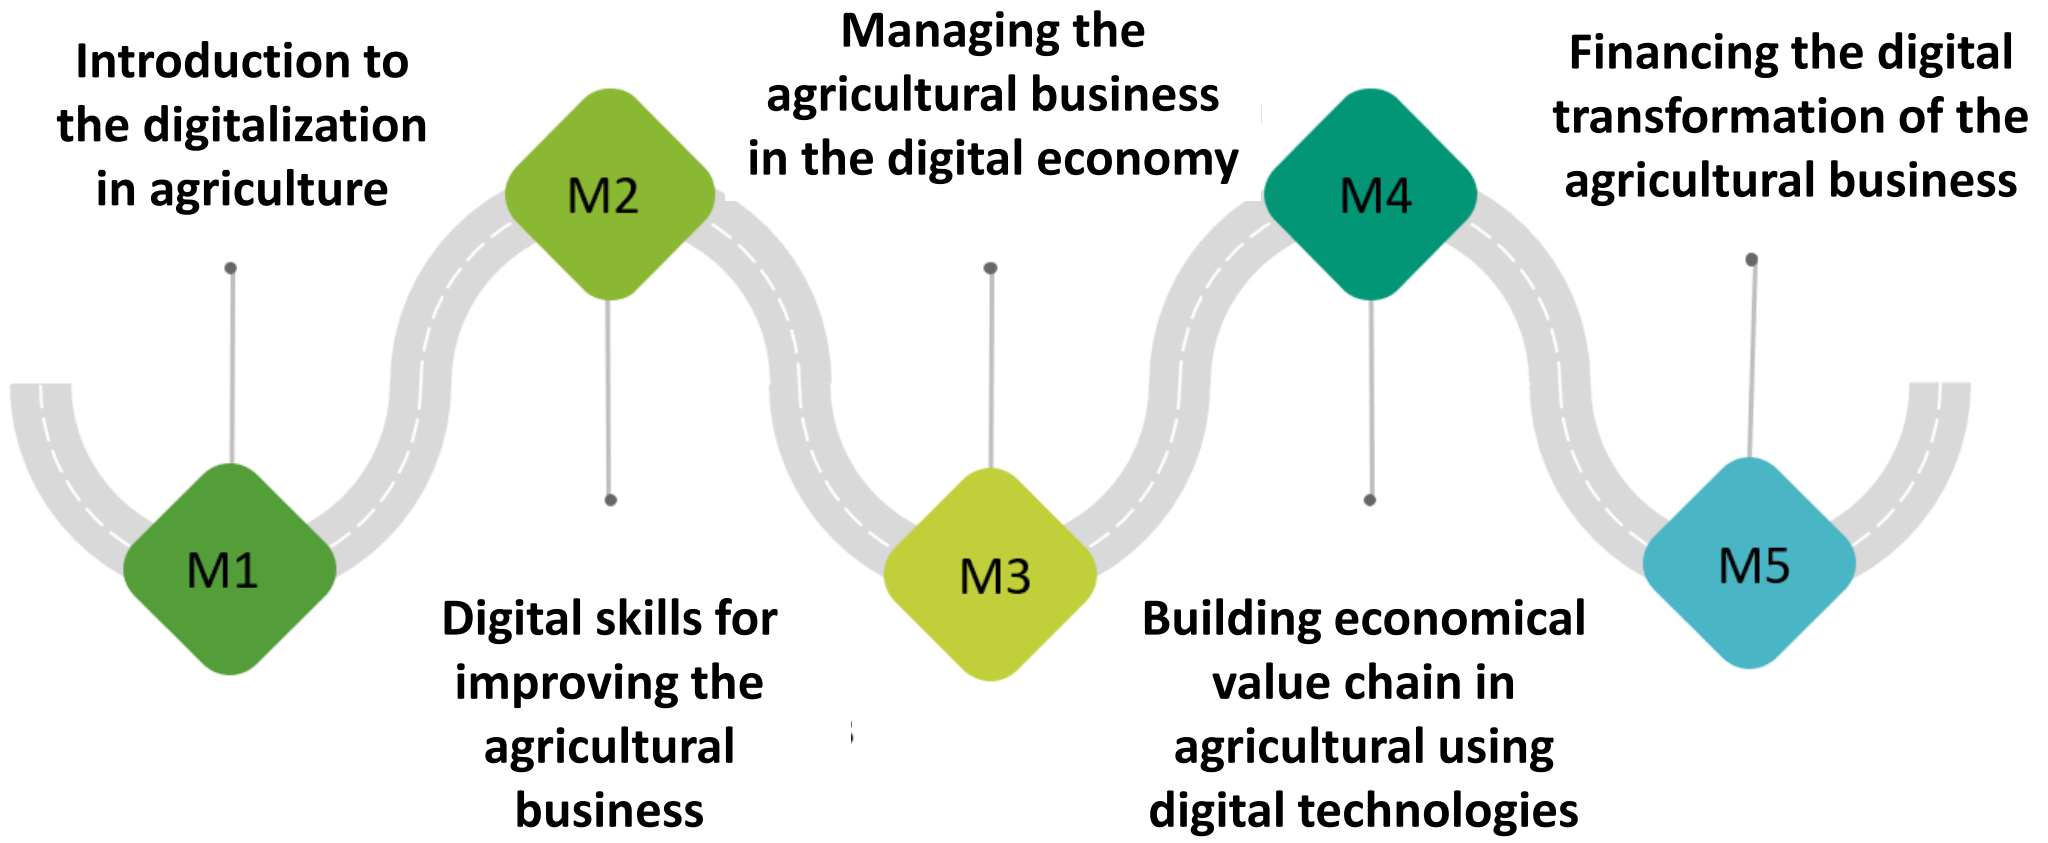 Introduction to
the digitalization
in agriculture
M1
M2
Digital skills for
improving the
agricultural
business
Managing the
agricultural business
in the digital economy
M3
M4
Building economical
value chain in
agricultural using
digital technologies
Financing the digital
transformation of the
agricultural business
M5